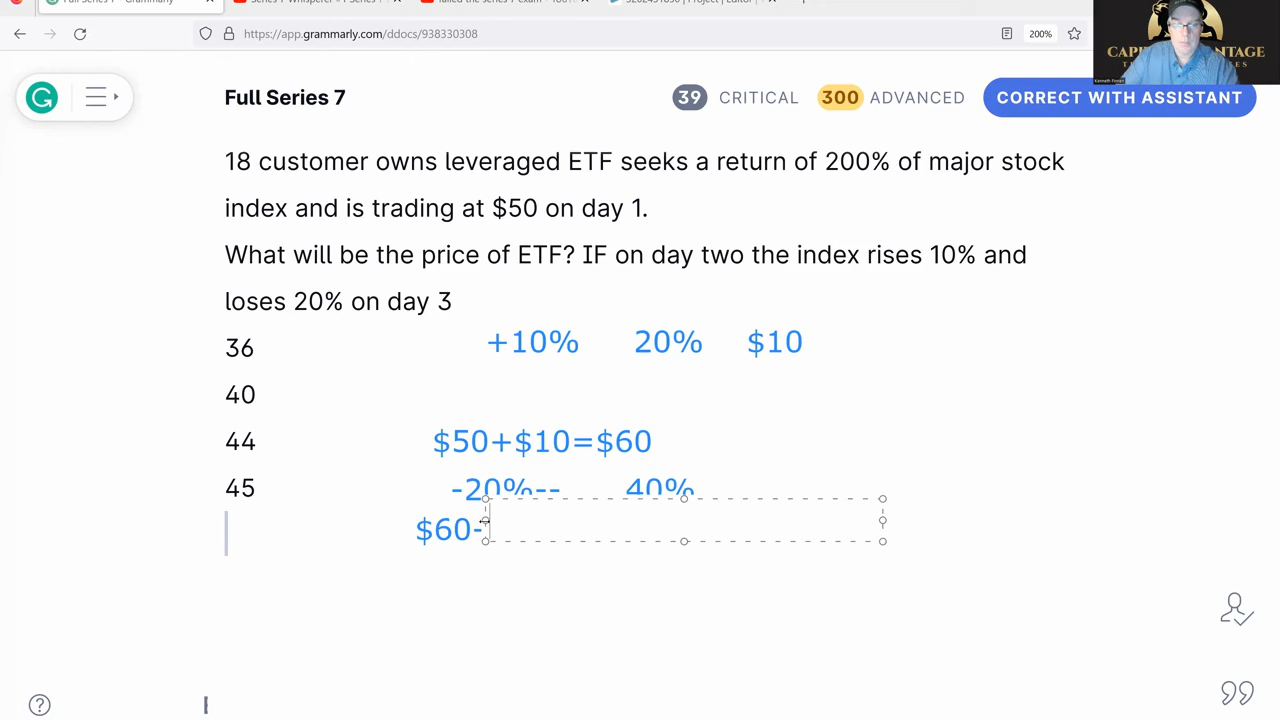 https://app.grammarly.com/ddocs/938330308
200%
Full Series 7
39 CRITICAL 300 ADVANCED CORRECT WITH ASSISTANT
18 customer owns leveraged ETF seeks a return of 200% of major stock
index and is trading at $50 on day 1.
What will be the price of ETF? IF on day two the index rises 10% and
loses 20% on day 3
36
+10% 20% $10
40
44
$50+$10=$60
45
-20%-- 40%
$60-